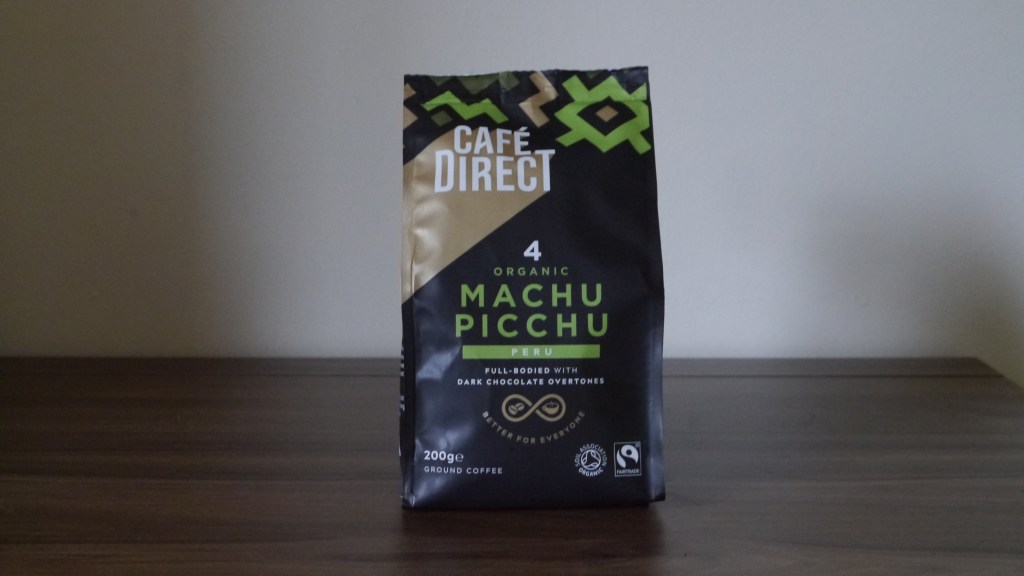 CAFÉ
DIRECT
4
ORGANIC
MACHU
PICCHU
PERU
FULL-BODIED WITH
DARK CHOCOLATE OVERTONES
BETTER FOR EVERYONE
200g℮
GROUND COFFEE
SOIL ASSOCIATION
ORGANIC
FAIRTRADE